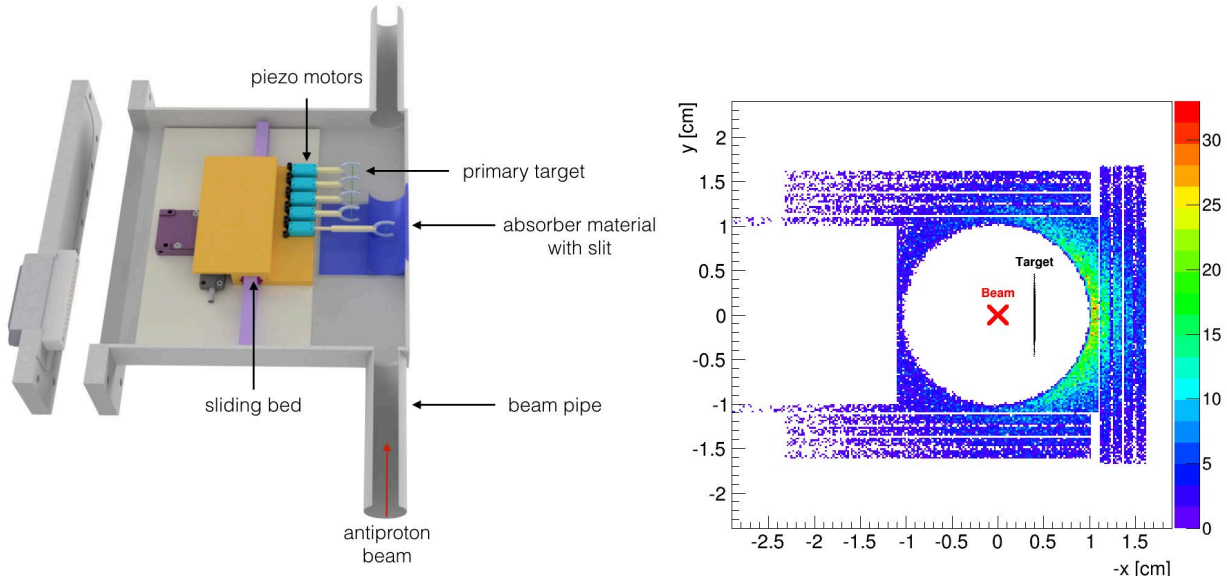 piezo motors
primary target
absorber material
with slit
sliding bed
beam pipe
antiproton
beam
y [cm]
2
1.5
1
0.5
0
-0.5
-1
-1.5
-2
Target
Beam
-2.5 -2 -1.5 -1 -0.5 0 0.5 1 1.5
-x [cm]
30
25
20
15
10
5
0